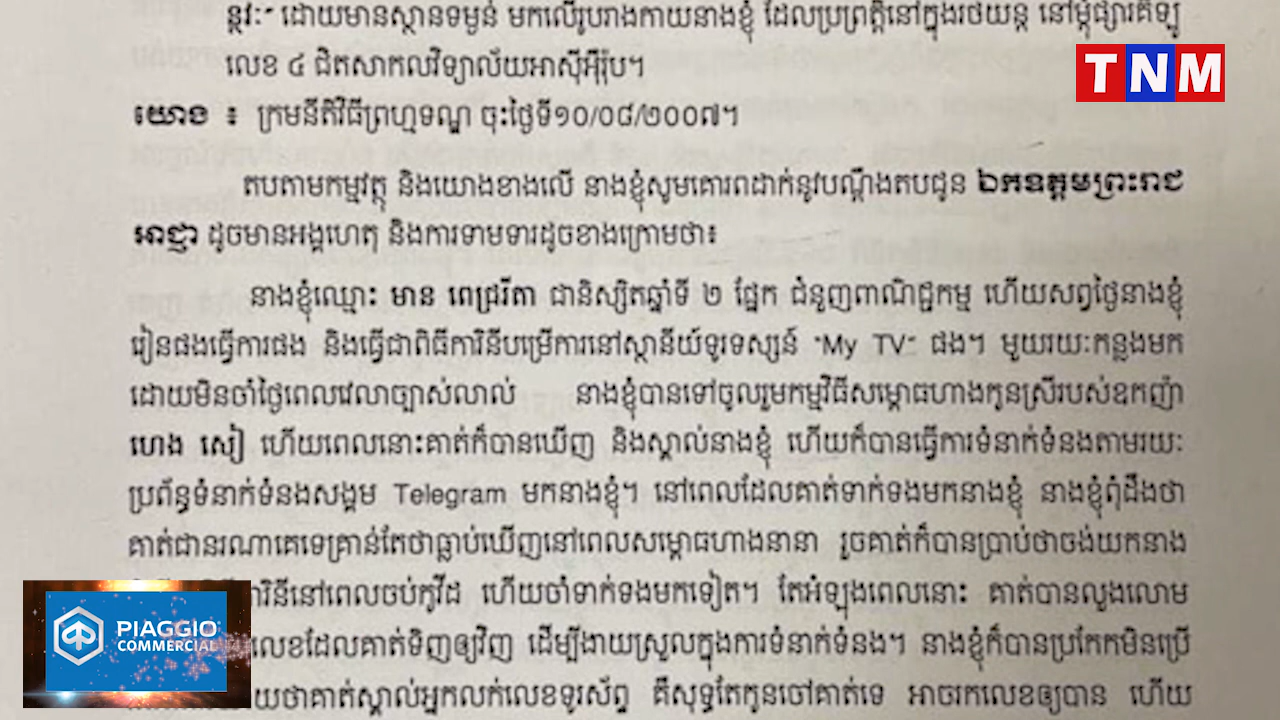 ន្លវៈ- ដោយមានស្ថានទម្ងន់ មកលើរូបរាងកាយនាងខ្ញុំ ដែលប្រព្រឹត្តិនៅក្នុងរថយន្ត នៅម្ដុំផ្សារគីឡូ
TNM
លេខ ៤ ជិតសាកលវិទ្យាល័យអាស៊ីអ៊ឺរ៉ុប។
យោង ៖ ក្រមនីតិវិធីព្រហ្មទណ្ឌ ចុះថ្ងៃទី១០/០៨/២០០៧។
តបតាមកម្មវត្ថុ និងយោងខាងលើ នាងខ្ញុំសូមគោរពដាក់នូវបណ្ដឹងតបជូន ឯកឧត្តមព្រះរាជ
អាជ្ញា ដូចមានអង្គហេតុ និងការទាមទារដូចខាងក្រោមថា៖
នាងខ្ញុំឈ្មោះ មាន ពេជ្រវីតា ជានិស្សិតឆ្នាំទី ២ ផ្នែក ជំនួញពាណិជ្ជកម្ម ហើយសព្វថ្ងៃនាងខ្ញុំ
រៀនផងធ្វើការផង និងធ្វើជាពិធីការិនីបម្រើការនៅស្ថានីយ៍ទូរទស្សន៍ "My TV" ផង។ មួយរយៈកន្លងមក
ដោយមិនចាំថ្ងៃពេលវេលាច្បាស់លាស់ នាងខ្ញុំបានទៅចូលរួមកម្មវិធីសម្ពោធហាងកូនស្រីរបស់ឧកញ៉ា
ហេង សៀ ហើយពេលនោះគាត់ក៏បានឃើញ និងស្គាល់នាងខ្ញុំ ហើយក៏បានធ្វើការទំនាក់ទំនងតាមរយៈ
ប្រព័ន្ធទំនាក់ទំនងសង្គម Telegram មកនាងខ្ញុំ។ នៅពេលដែលគាត់ទាក់ទងមកនាងខ្ញុំ នាងខ្ញុំពុំដឹងថា
គាត់ជានរណាគេទេគ្រាន់តែថាធ្លាប់ឃើញនៅពេលសម្ពោធហាងនានា រួចគាត់ក៏បានប្រាប់ថាចង់យកនាង
ការិនីនៅពេលចប់កូវីដ ហើយចាំទាក់ទងមកទៀត។ តែអំឡុងពេលនោះ គាត់បានលួងលោម
លេខដែលគាត់ទិញឲ្យវិញ ដើម្បីងាយស្រួលក្នុងការទំនាក់ទំនង។ នាងខ្ញុំក៏បានប្រកែកមិនប្រើ
ថាគាត់ស្គាល់អ្នកលក់លេខទូរស័ព្ទ គឺសុទ្ធតែកូនចៅគាត់ទេ អាចរកលេខឲ្យបាន ហើយ
PIAGGIO
COMMERCIAL